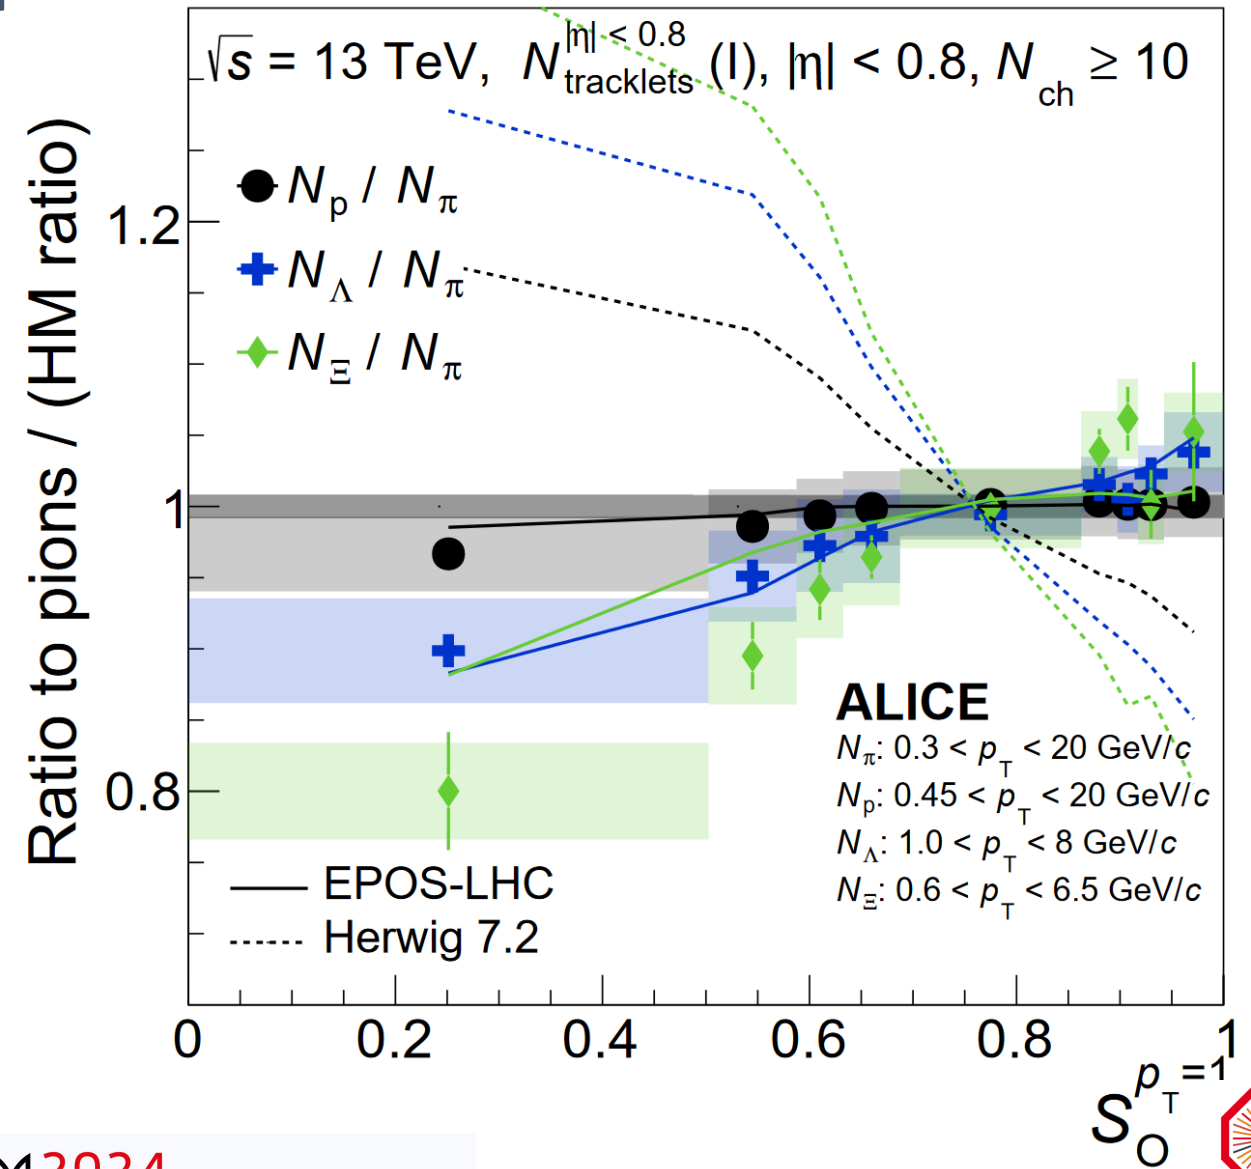 √s = 13 TeV, N_tracklets^|η| < 0.8 (I), |η| < 0.8, N_ch ≥ 10
N_p / N_π
N_Λ / N_π
N_Ξ / N_π
Ratio to pions / (HM ratio)
1.2
1
0.8
ALICE
N_π: 0.3 < p_T < 20 GeV/c
N_p: 0.45 < p_T < 20 GeV/c
N_Λ: 1.0 < p_T < 8 GeV/c
N_Ξ: 0.6 < p_T < 6.5 GeV/c
EPOS-LHC
Herwig 7.2
0 0.2 0.4 0.6 0.8 1
S_O^p_T=1
2024